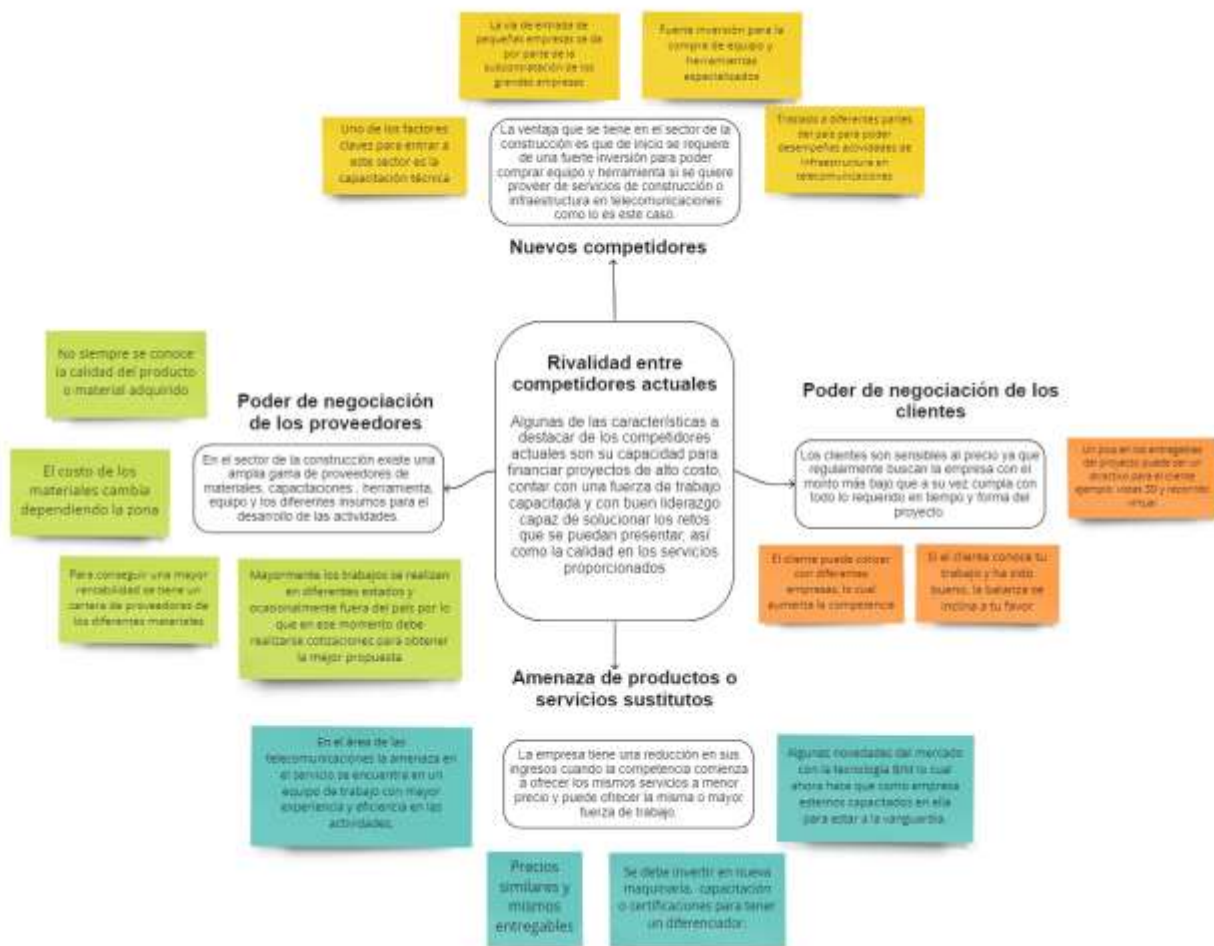 La vía de entrada de
pequeñas empresas se da
por parte de la
subcontratación de las
grandes empresas
Fuerte inversión para la
compra de equipo y
herramientas
especializados
Uno de los factores
claves para entrar a
este sector es la
capacitación técnica
La ventaja que se tiene en el sector de la
construcción es que de inicio se requiere
de una fuerte inversión para poder
comprar equipo y herramienta si se quiere
proveer de servicios de construcción o
infraestructura en telecomunicaciones
como lo es este caso.
Traslado a diferentes partes
del país para poder
desempeñas actividades de
infraestructura en
telecomunicaciones
Nuevos competidores
No siempre se conoce
la calidad del producto
o material adquirido
El costo de los
materiales cambia
dependiendo la zona
Poder de negociación
de los proveedores
En el sector de la construcción existe una
amplia gama de proveedores de
materiales, capacitaciones , herramienta,
equipo y los diferentes insumos para el
desarrollo de las actividades.
Para conseguir una mayor
rentabilidad se tiene un
cartera de proveedores de
los diferentes materiales
Mayormente los trabajos se realizan
en diferentes estados y
ocasionalmente fuera del país por lo
que en ese momento debe
realizarse cotizaciones para obtener
la mejor propuesta
Rivalidad entre
competidores actuales
Algunas de las características a
destacar de los competidores
actuales son su capacidad para
financiar proyectos de alto costo,
contar con una fuerza de trabajo
capacitada y con buen liderazgo
capaz de solucionar los retos
que se puedan presentar, así
como la calidad en los servicios
proporcionados
Poder de negociación de los
clientes
Los clientes son sensibles al precio ya que
regularmente buscan la empresa con el
monto más bajo que a su vez cumpla con
todo lo requerido en tiempo y forma del
proyecto.
Un plus en los entregables
del proyecto puede ser un
atractivo para el cliente
ejemplo: vistas 3D y recorrido
virtual
El cliente puede cotizar
con diferentes
empresas, lo cual
aumenta la competencia
Si el cliente conoce tu
trabajo y ha sido
bueno, la balanza se
inclina a tu favor
Amenaza de productos o
servicios sustitutos
En el área de las
telecomunicaciones la amenaza en
el servicio se encuentra en un
equipo de trabajo con mayor
experiencia y eficiencia en las
actividades.
La empresa tiene una reducción en sus
ingresos cuando la competencia comienza
a ofrecer los mismos servicios a menor
precio y puede ofrecer la misma o mayor
fuerza de trabajo.
Algunas novedades del mercado
con la tecnología BIM lo cual
ahora hace que como empresa
estemos capacitados en ella
para estar a la vanguardia.
Precios
similares y
mismos
entregables
Se debe invertir en nueva
maquinaria, capacitación
o certificaciones para tener
un diferenciador.